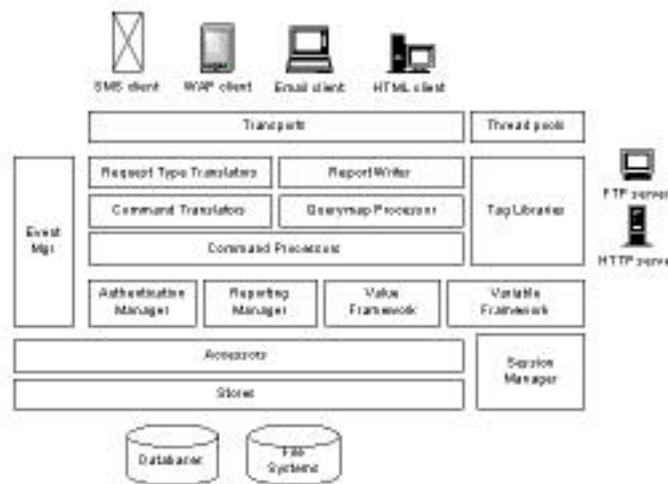 SMS client
WAP client
Email client
HTML client
Transports
Thread pools
Event
Mgr
Request Type Translators
Report Writer
Tag Libraries
Command Translators
Querymap Processor
Command Processors
FTP server
HTTP serve
Authentication
Manager
Reporting
Manager
Value
Framework
Variable
Framework
Accessors
Session
Manager
Stores
Databases
File
Systems